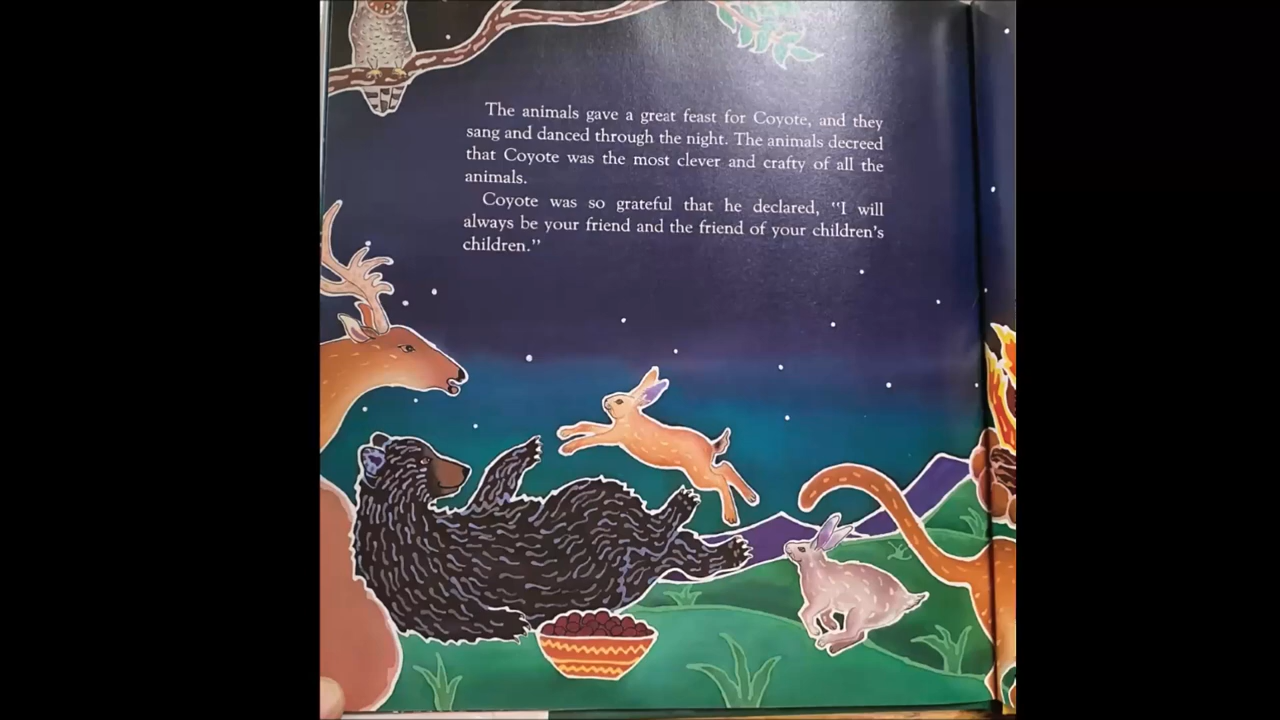 The animals gave a great feast for Coyote, and they
sang and danced through the night. The animals decreed
that Coyote was the most clever and crafty of all the
animals.
Coyote was so grateful that he declared, "I will
always be your friend and the friend of your children's
children."